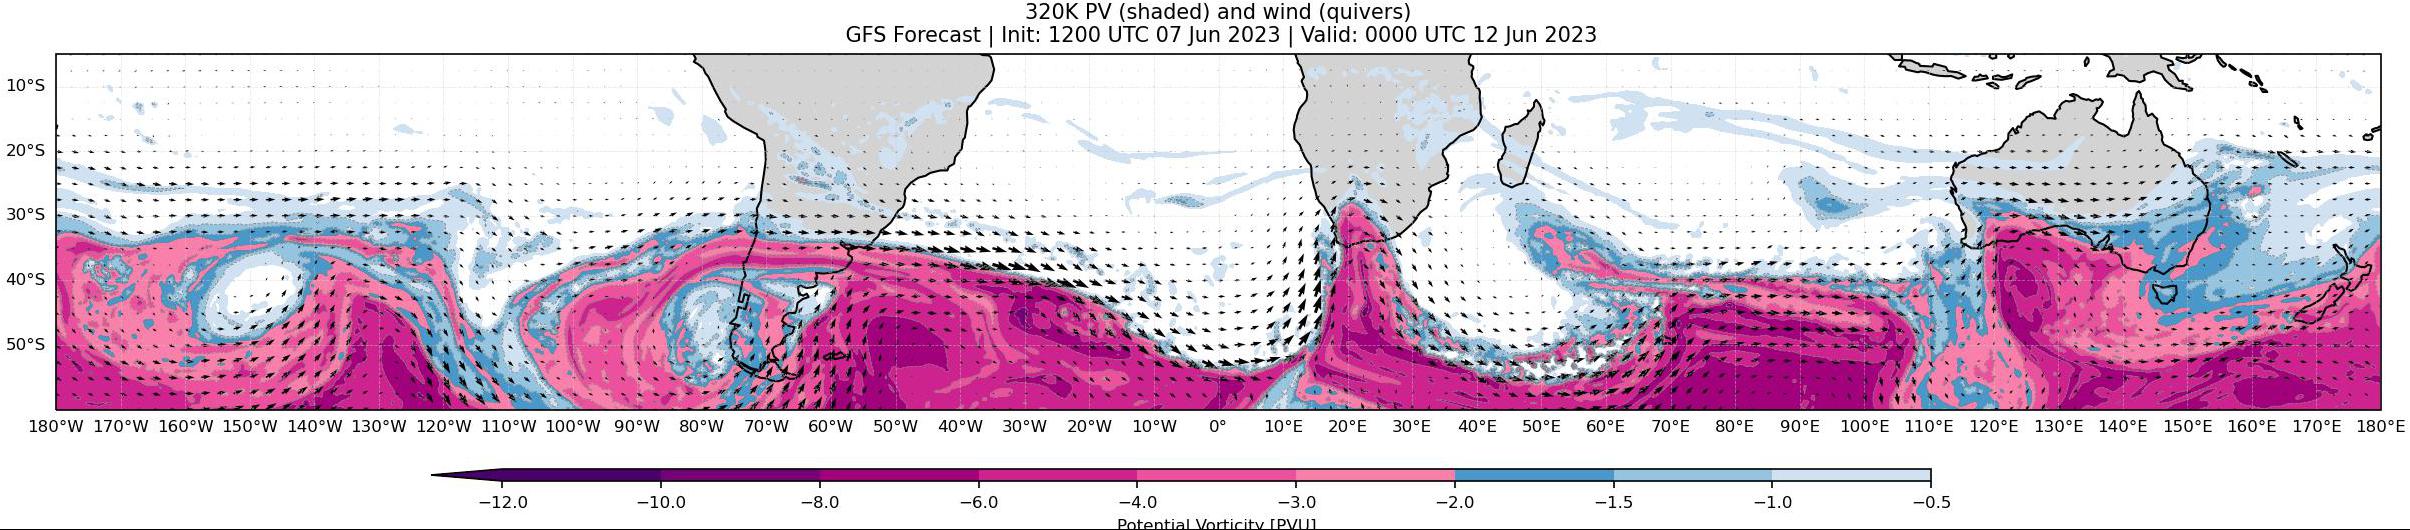 320K PV (shaded) and wind (quivers)
GFS Forecast | Init: 1200 UTC 07 Jun 2023 | Valid: 0000 UTC 12 Jun 2023
10°S
20°S
30°S
40°S
50°S
180°W 170°W 160°W 150°W 140°W 130°W 120°W 110°W 100°W 90°W 80°W 70°W 60°W 50°W 40°W 30°W 20°W 10°W 0° 10°E 20°E 30°E 40°E 50°E 60°E 70°E 80°E 90°E 100°E 110°E 120°E 130°E 140°E 150°E 160°E 170°E 180°E
−12.0 −10.0 −8.0 −6.0 −4.0 −3.0 −2.0 −1.5 −1.0 −0.5
Potential Vorticity [PVU]